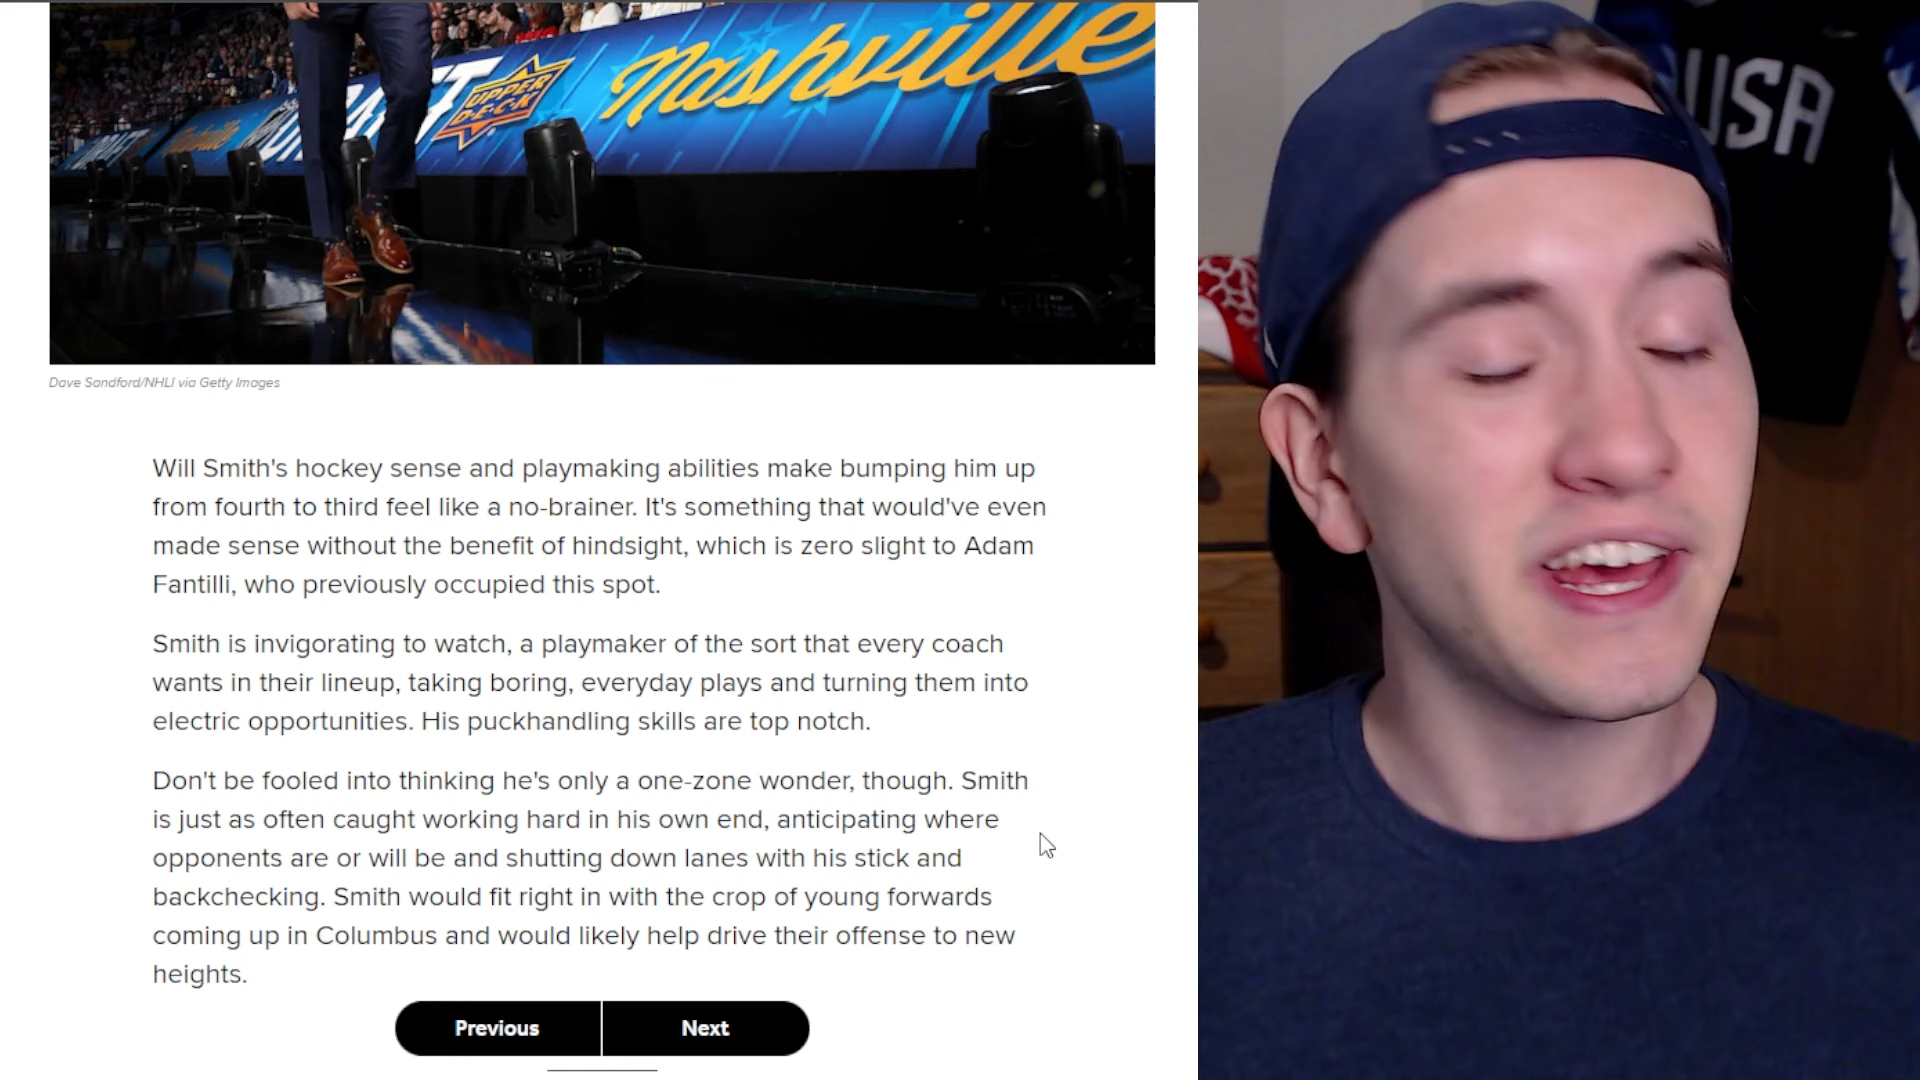 DRAFT
UPPER
DECK
Nashville
DRAFT
Nashville
USA
Dave Sandford/NHLI via Getty Images
Will Smith's hockey sense and playmaking abilities make bumping him up
from fourth to third feel like a no-brainer. It's something that would've even
made sense without the benefit of hindsight, which is zero slight to Adam
Fantilli, who previously occupied this spot.
Smith is invigorating to watch, a playmaker of the sort that every coach
wants in their lineup, taking boring, everyday plays and turning them into
electric opportunities. His puckhandling skills are top notch.
Don't be fooled into thinking he's only a one-zone wonder, though. Smith
is just as often caught working hard in his own end, anticipating where
opponents are or will be and shutting down lanes with his stick and
backchecking. Smith would fit right in with the crop of young forwards
coming up in Columbus and would likely help drive their offense to new
heights.
Previous
Next